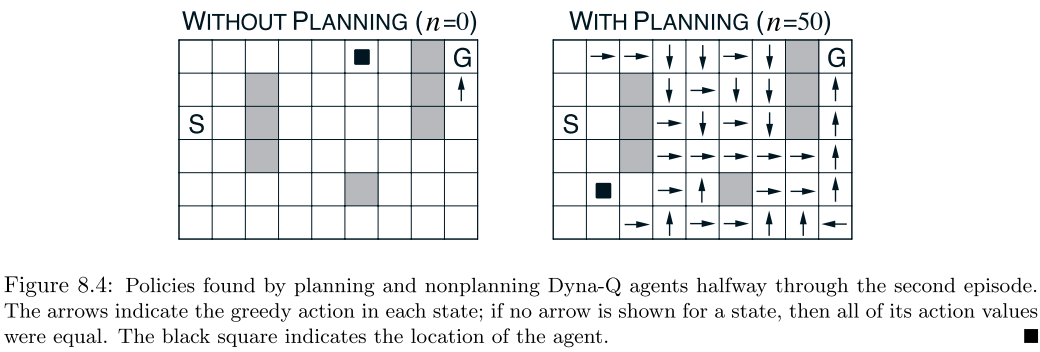 WITHOUT PLANNING (n=0)
WITH PLANNING (n=50)
G
S
G
S
Figure 8.4: Policies found by planning and nonplanning Dyna-Q agents halfway through the second episode.
The arrows indicate the greedy action in each state; if no arrow is shown for a state, then all of its action values
were equal. The black square indicates the location of the agent.